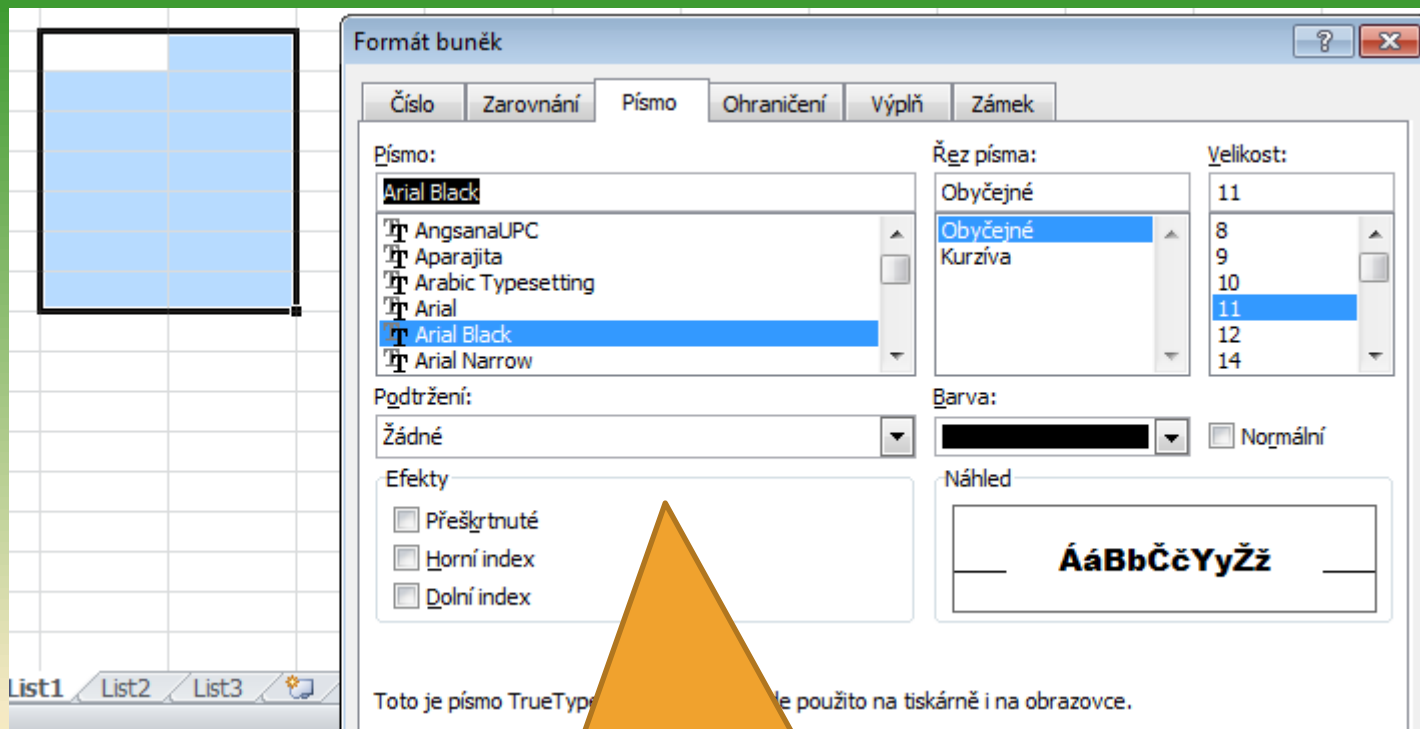 Formát buněk
Číslo Zarovnání Písmo Ohraničení Výplň Zámek
Písmo: Řez písma: Velikost:
Arial Black Obyčejné 11
AngsanaUPC Obyčejné 8
Aparajita Kurzíva 9
Arabic Typesetting 10
Arial 11
Arial Black 12
Arial Narrow 14
Podtržení: Barva:
Žádné Normální
Efekty Náhled
Přeškrtnuté
Horní index ÁáBbČčYyŽž
Dolní index
List1 List2 List3
Toto je písmo TrueType použito na tiskárně i na obrazovce.